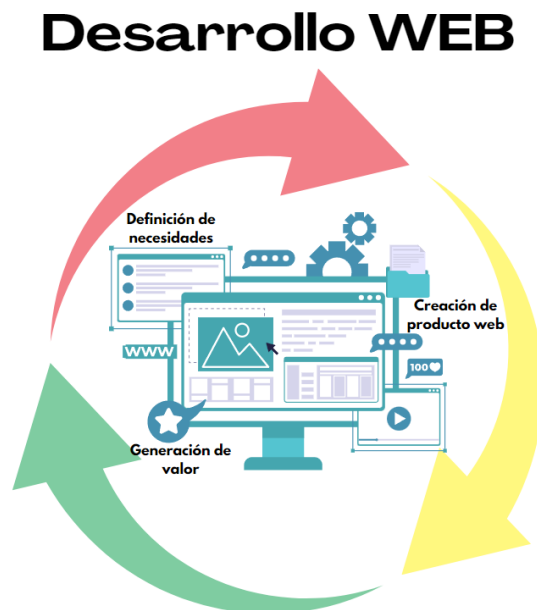 Desarrollo WEB
Definición de
necesidades
Creación de
producto web
WWW
100
Generación de
valor